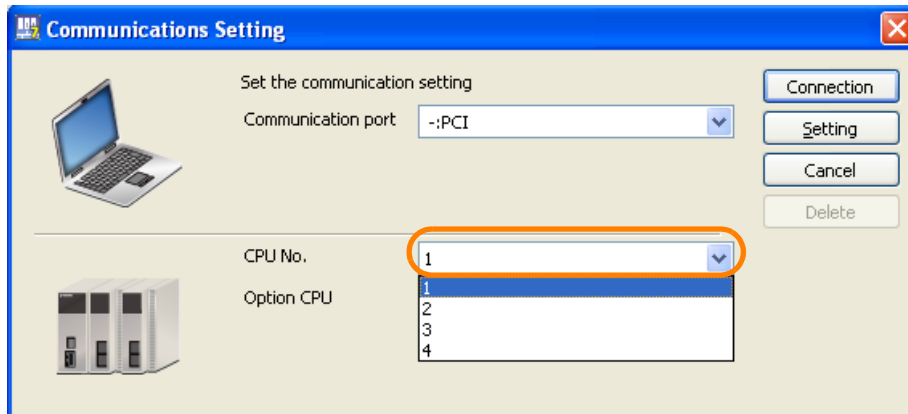 Communications Setting
Set the communication setting
Communication port -:PCI
Connection
Setting
Cancel
Delete
CPU No. 1
Option CPU
1
2
3
4